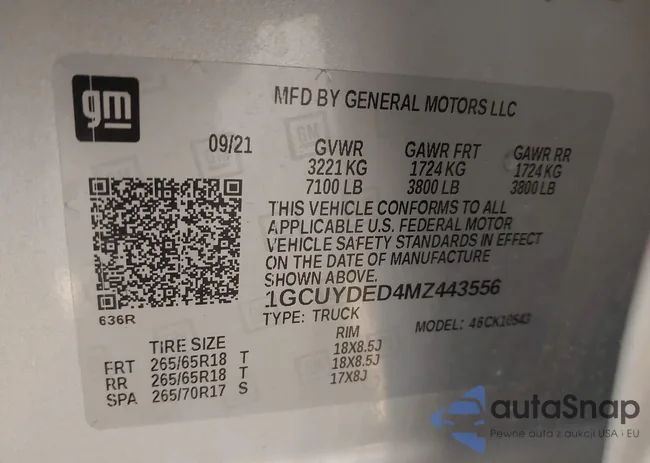 gm
MFD BY GENERAL MOTORS LLC
09/21 GVWR GAWR FRT GAWR RR
3221 KG 1724 KG 1724 KG
7100 LB 3800 LB 3800 LB
THIS VEHICLE CONFORMS TO ALL
APPLICABLE U.S. FEDERAL MOTOR
VEHICLE SAFETY STANDARDS IN EFFECT
ON THE DATE OF MANUFACTURE
SHOWN ABOVE.
1GCUYDED4MZ443556
TYPE: TRUCK MODEL: 46CK10543
636R
TIRE SIZE RIM
FRT 265/65R18 T 18X8.5J
RR 265/65R18 T 18X8.5J
SPA 265/70R17 S 17X8J
autaSnap
Pewne auta z aukcji USA i EU